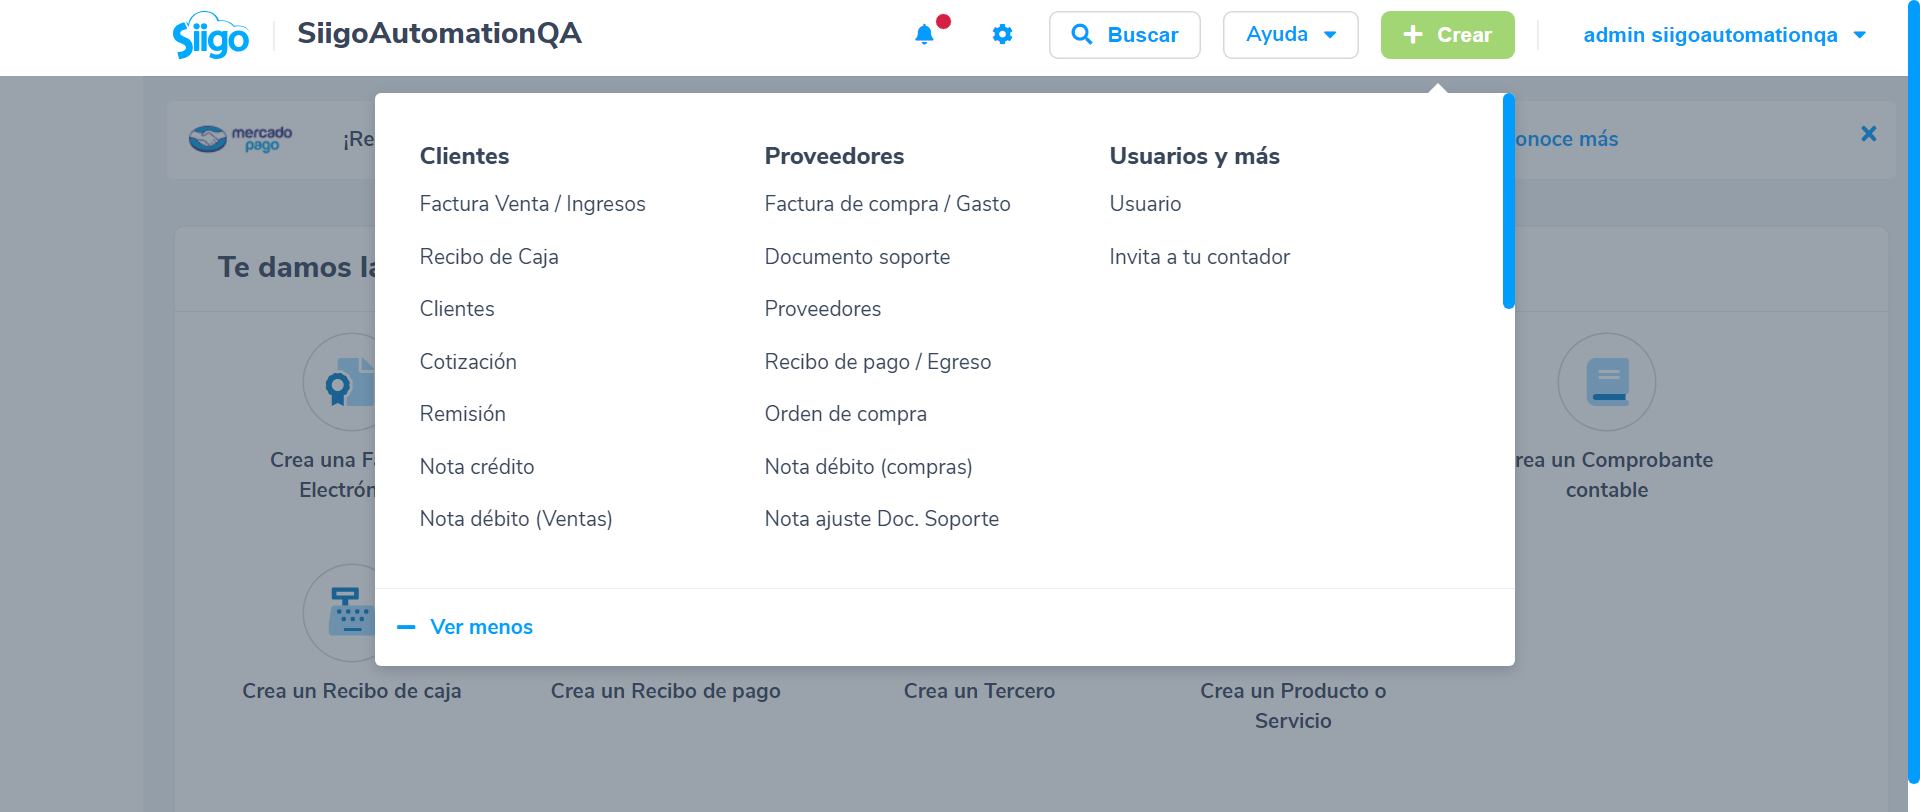 Siigo
SiigoAutomationQA
Buscar
Ayuda
Crear
admin siigoautomationqa
mercado
pago
¡Re
onoce más
Te damos la
Clientes
Factura Venta / Ingresos
Recibo de Caja
Clientes
Cotización
Remisión
Nota crédito
Nota débito (Ventas)
Proveedores
Factura de compra / Gasto
Documento soporte
Proveedores
Recibo de pago / Egreso
Orden de compra
Nota débito (compras)
Nota ajuste Doc. Soporte
Usuarios y más
Usuario
Invita a tu contador
Ver menos
Crea una Fa
Electrón
rea un Comprobante
contable
Crea un Recibo de caja
Crea un Recibo de pago
Crea un Tercero
Crea un Producto o
Servicio